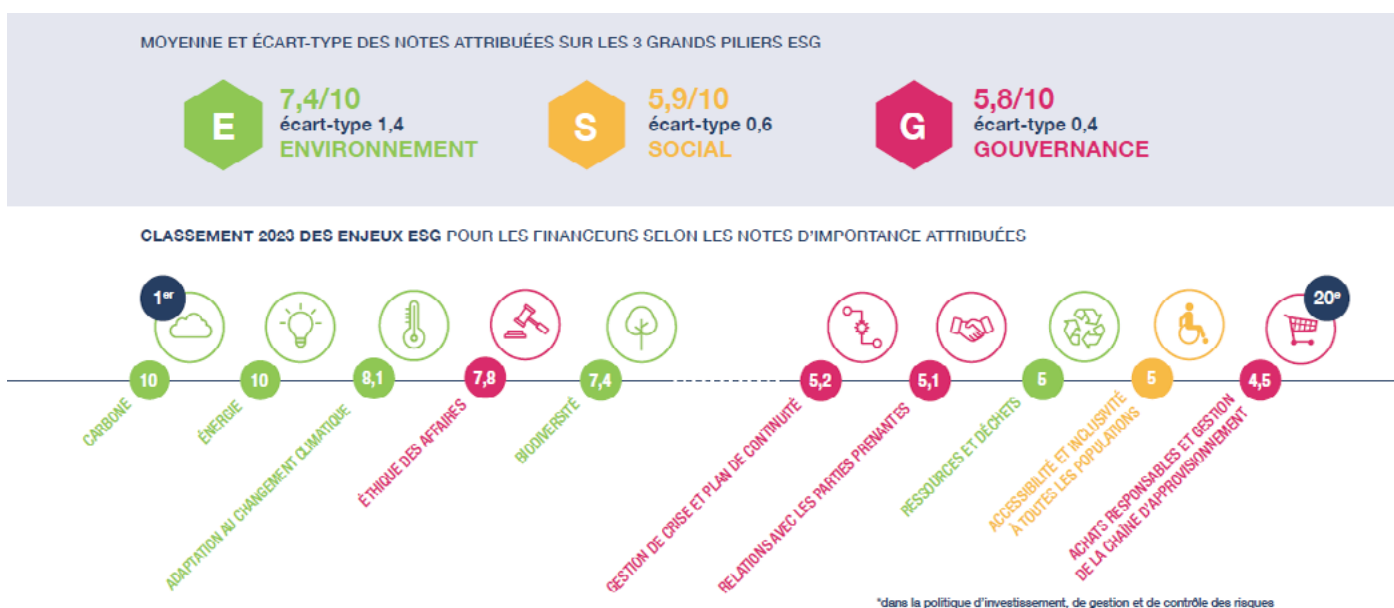 MOYENNE ET ÉCART-TYPE DES NOTES ATTRIBUÉES SUR LES 3 GRANDS PILIERS ESG
E
7,4/10
écart-type 1,4
ENVIRONNEMENT
S
5,9/10
écart-type 0,6
SOCIAL
G
5,8/10
écart-type 0,4
GOUVERNANCE
CLASSEMENT 2023 DES ENJEUX ESG POUR LES FINANCEURS SELON LES NOTES D'IMPORTANCE ATTRIBUÉES
1er
20e
10
10
8,1
7,8
7,4
5,2
5,1
5
5
4,5
CARBONE
ÉNERGIE
ADAPTATION AU CHANGEMENT CLIMATIQUE
ÉTHIQUE DES AFFAIRES
BIODIVERSITÉ
GESTION DE CRISE ET PLAN DE CONTINUITÉ
RELATIONS AVEC LES PARTIES PRENANTES
RESSOURCES ET DÉCHETS
ACCESSIBILITÉ ET INCLUSIVITÉ
À TOUTES LES POPULATIONS
ACHATS RESPONSABLES ET GESTION
DE LA CHAÎNE D'APPROVISIONNEMENT
*dans la politique d'investissement, de gestion et de contrôle des risques